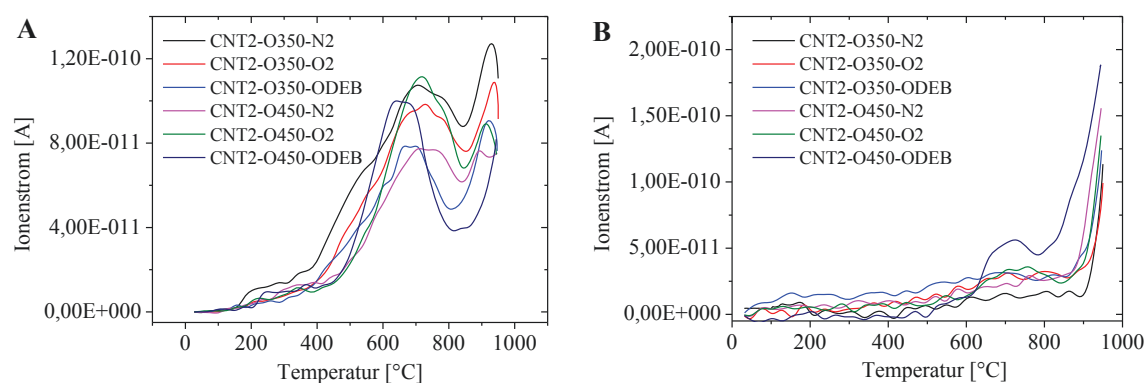 A
1,20E-010
8,00E-011
4,00E-011
0,00E+000
Ionenstrom [A]
CNT2-O350-N2
CNT2-O350-O2
CNT2-O350-ODEB
CNT2-O450-N2
CNT2-O450-O2
CNT2-O450-ODEB
0 200 400 600 800 1000
Temperatur [°C]
B
2,00E-010
1,50E-010
1,00E-010
5,00E-011
0,00E+000
Ionenstrom [A]
CNT2-O350-N2
CNT2-O350-O2
CNT2-O350-ODEB
CNT2-O450-N2
CNT2-O450-O2
CNT2-O450-ODEB
0 200 400 600 800 1000
Temperatur [°C]